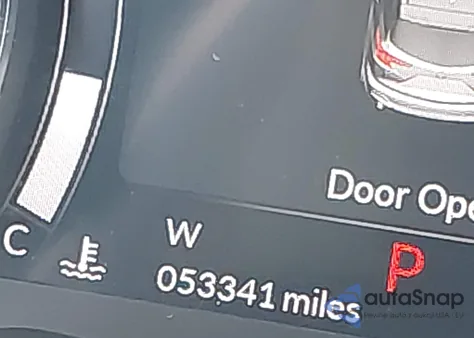 Door Ope
W
C
P
053341 miles
autoSnap